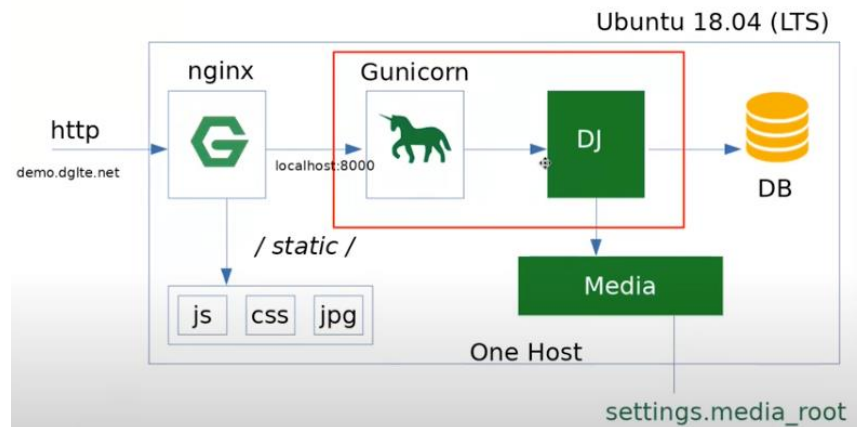 Ubuntu 18.04 (LTS)
nginx
Gunicorn
http
demo.dglte.net
localhost:8000
DJ
DB
/ static /
js
css
jpg
Media
One Host
settings.media_root